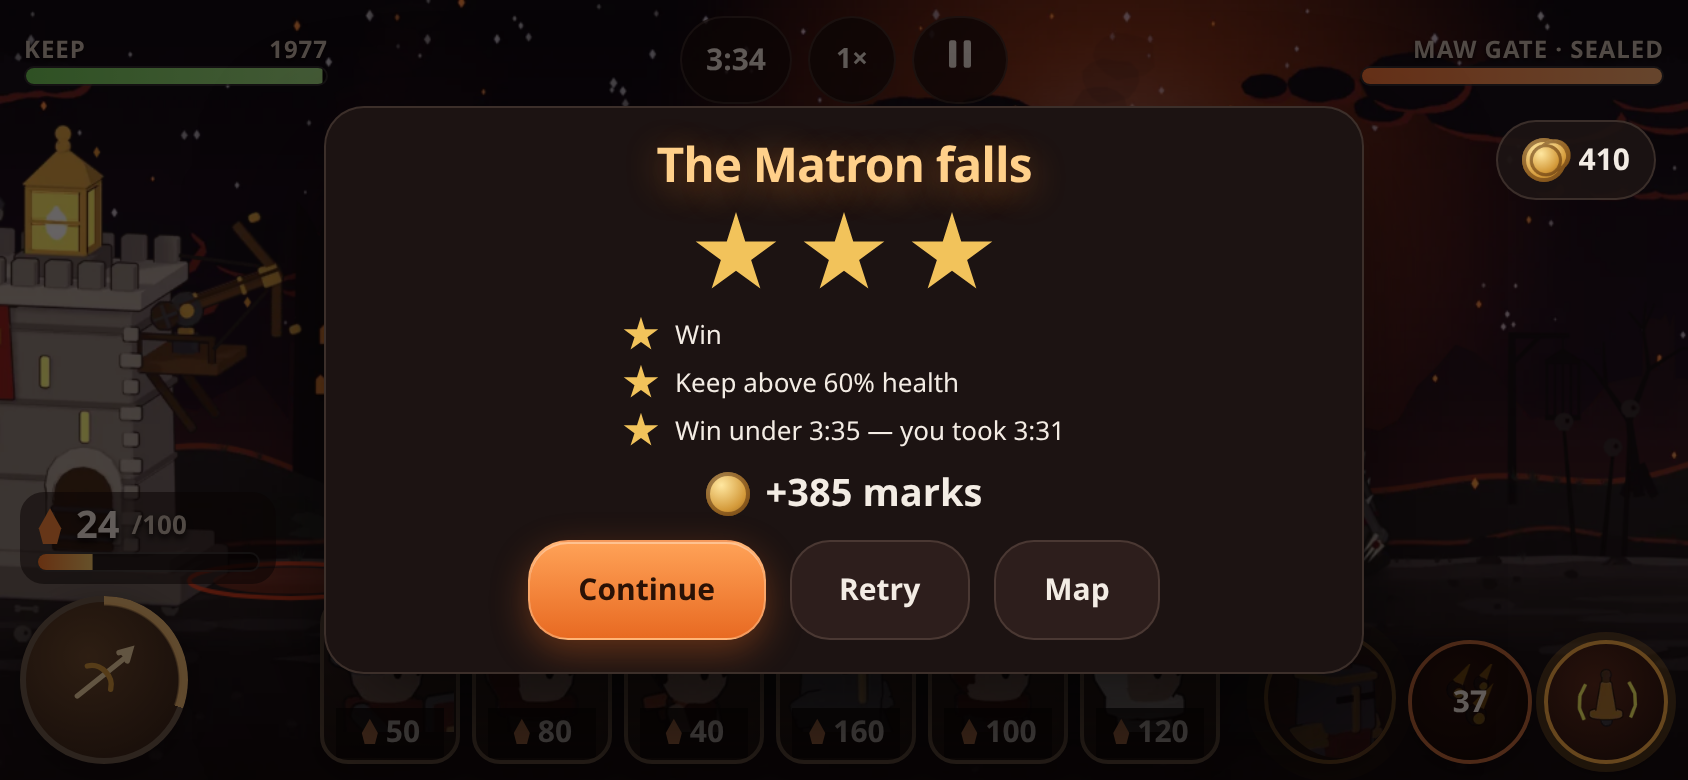 KEEP 1977
3:34
1×
MAW GATE · SEALED
410
The Matron falls
Win
Keep above 60% health
Win under 3:35 — you took 3:31
+385 marks
Continue
Retry
Map
24 /100
50
80
40
160
100
120
37